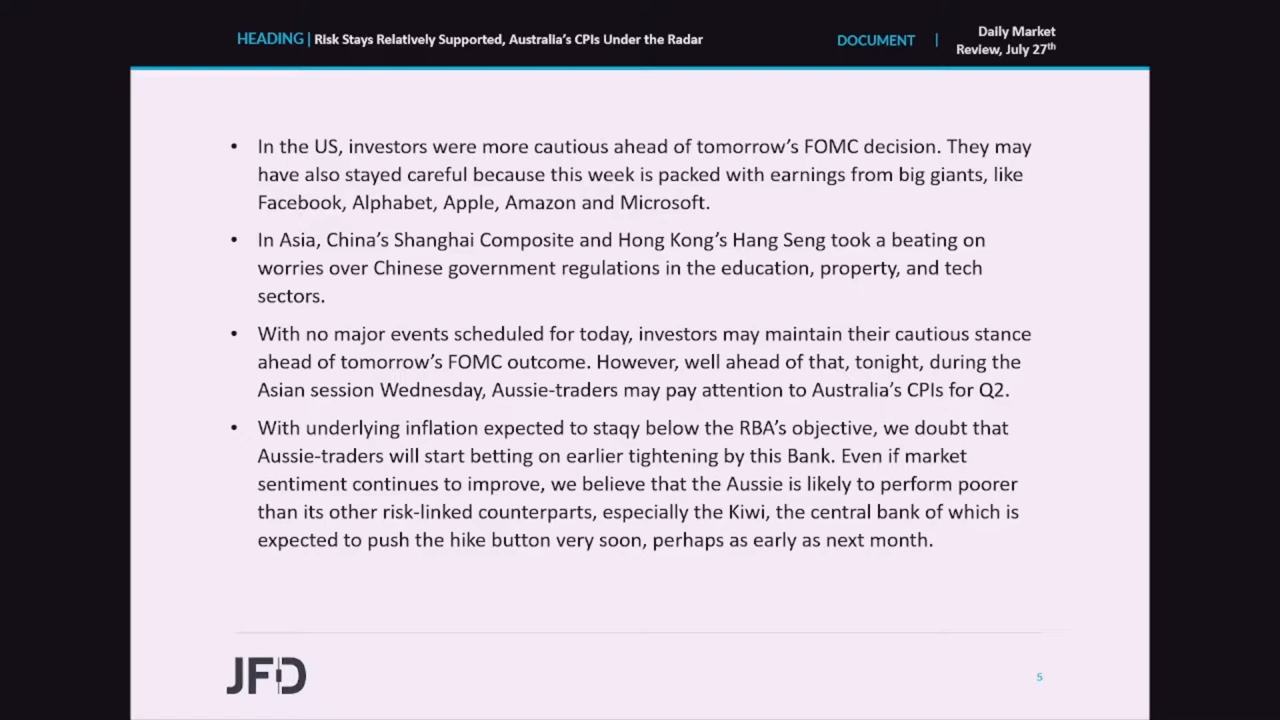 HEADING | Risk Stays Relatively Supported, Australia’s CPIs Under the Radar
DOCUMENT | Daily Market
Review, July 27th
• In the US, investors were more cautious ahead of tomorrow’s FOMC decision. They may
have also stayed careful because this week is packed with earnings from big giants, like
Facebook, Alphabet, Apple, Amazon and Microsoft.
• In Asia, China’s Shanghai Composite and Hong Kong’s Hang Seng took a beating on
worries over Chinese government regulations in the education, property, and tech
sectors.
• With no major events scheduled for today, investors may maintain their cautious stance
ahead of tomorrow’s FOMC outcome. However, well ahead of that, tonight, during the
Asian session Wednesday, Aussie-traders may pay attention to Australia’s CPIs for Q2.
• With underlying inflation expected to staqy below the RBA’s objective, we doubt that
Aussie-traders will start betting on earlier tightening by this Bank. Even if market
sentiment continues to improve, we believe that the Aussie is likely to perform poorer
than its other risk-linked counterparts, especially the Kiwi, the central bank of which is
expected to push the hike button very soon, perhaps as early as next month.
JFD
5